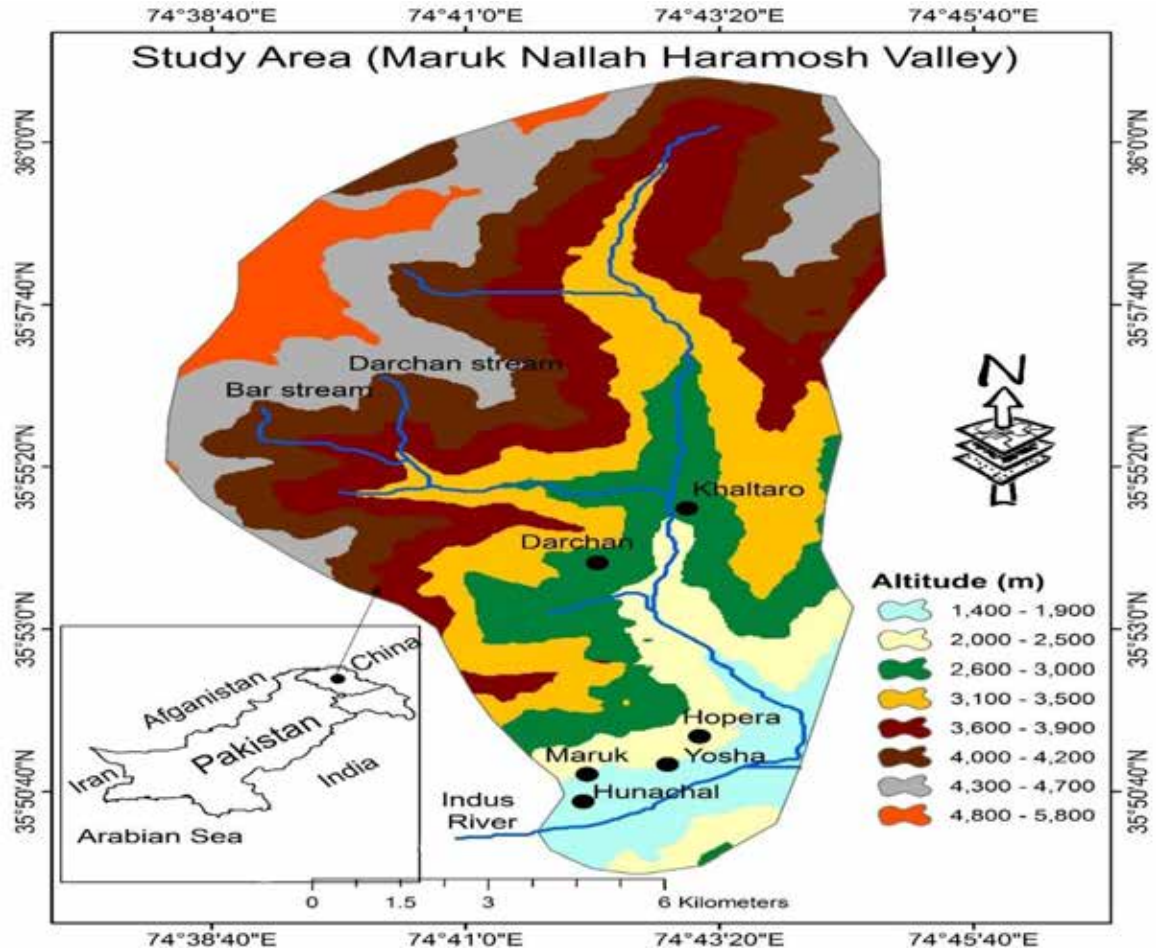 74°38'40"E 74°41'0"E 74°43'20"E 74°45'40"E
Study Area (Maruk Nallah Haramosh Valley)
36°0'0"N
36°0'0"N
35°57'40"N
35°57'40"N
Darchan stream
Bar stream
N
35°55'20"N
35°55'20"N
Khaltaro
Darchan
Altitude (m)
1,400 - 1,900
2,000 - 2,500
2,600 - 3,000
3,100 - 3,500
3,600 - 3,900
4,000 - 4,200
4,300 - 4,700
4,800 - 5,800
35°53'0"N
35°53'0"N
China
Afganistan
Pakistan
Iran
India
Arabian Sea
Hopera
Maruk
Yosha
Hunachal
Indus
River
35°50'40"N
35°50'40"N
0 1.5 3 6 Kilometers
74°38'40"E 74°41'0"E 74°43'20"E 74°45'40"E